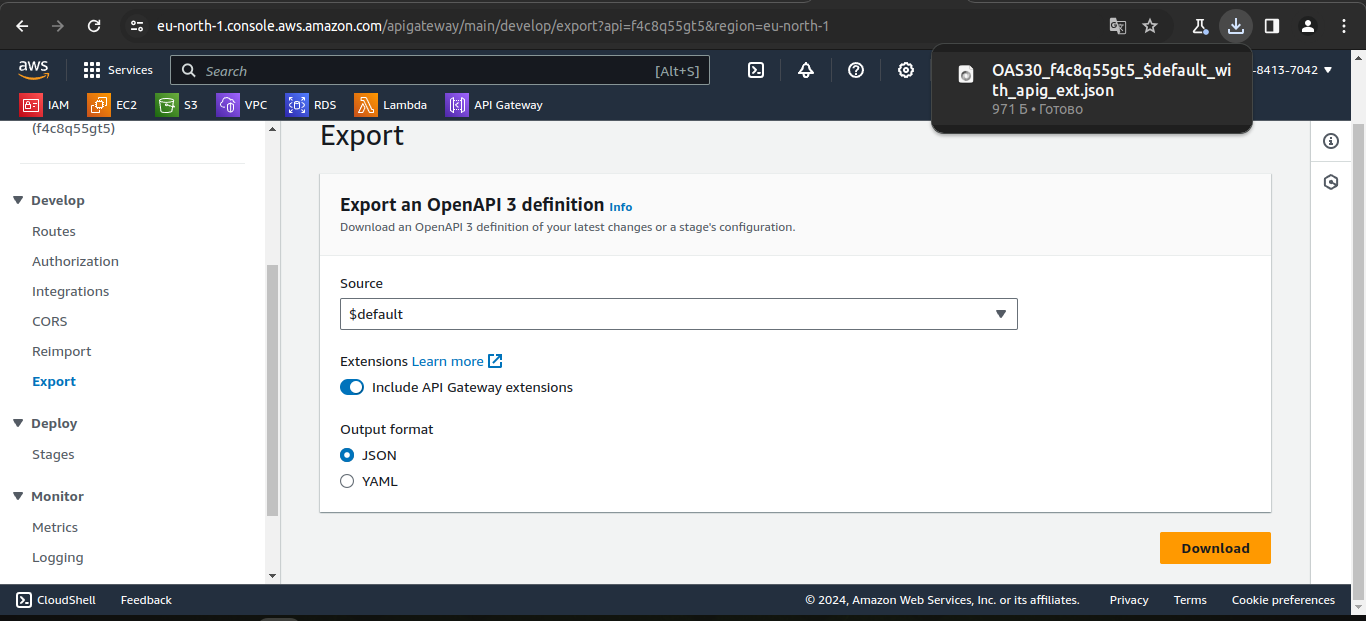 eu-north-1.console.aws.amazon.com/apigateway/main/develop/export?api=f4c8q55gt5&region=eu-north-1
aws
Services
Search
[Alt+S]
-8413-7042
OAS30_f4c8q55gt5_$default_wi
th_apig_ext.json
971 Б • Готово
IAM
EC2
S3
VPC
RDS
Lambda
API Gateway
(f4c8q55gt5)
Develop
Routes
Authorization
Integrations
CORS
Reimport
Export
Deploy
Stages
Monitor
Metrics
Logging
Export
Export an OpenAPI 3 definition Info
Download an OpenAPI 3 definition of your latest changes or a stage's configuration.
Source
$default
Extensions Learn more
Include API Gateway extensions
Output format
JSON
YAML
Download
CloudShell
Feedback
© 2024, Amazon Web Services, Inc. or its affiliates.
Privacy
Terms
Cookie preferences